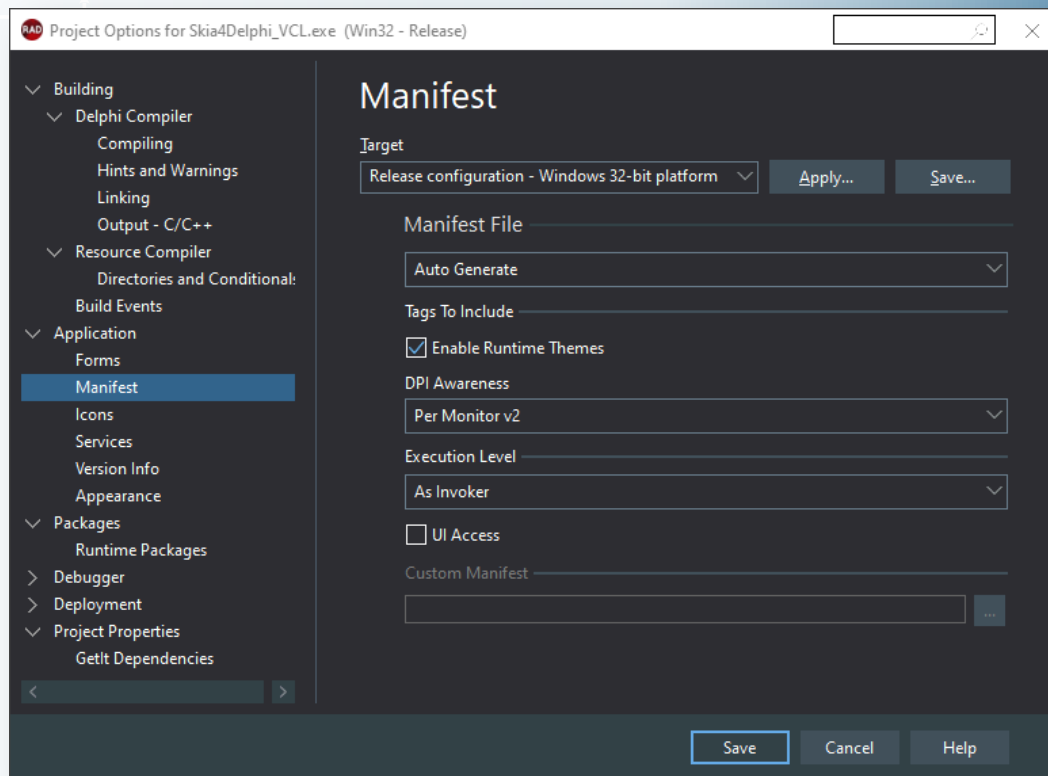 RAD Project Options for Skia4Delphi_VCL.exe (Win32 - Release)
Building
Delphi Compiler
Compiling
Hints and Warnings
Linking
Output - C/C++
Resource Compiler
Directories and Conditionals
Build Events
Application
Forms
Manifest
Icons
Services
Version Info
Appearance
Packages
Runtime Packages
Debugger
Deployment
Project Properties
GetIt Dependencies
Manifest
Target
Release configuration - Windows 32-bit platform Apply... Save...
Manifest File
Auto Generate
Tags To Include
Enable Runtime Themes
DPI Awareness
Per Monitor v2
Execution Level
As Invoker
UI Access
Custom Manifest
...
Save Cancel Help